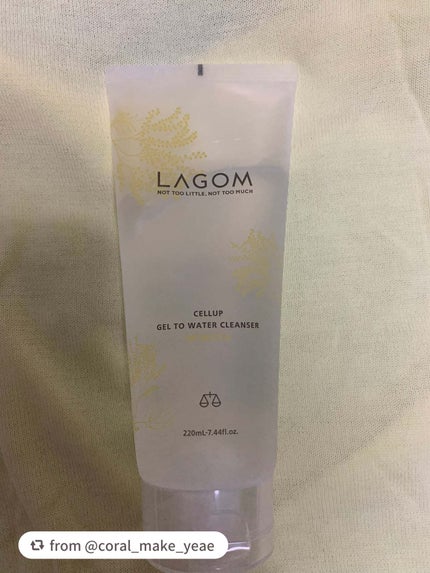 LAGOM
NOT TOO LITTLE, NOT TOO MUCH
CELLUP
GEL TO WATER CLEANSER
220mL·7.44fl.oz.
from @coral_make_yeae